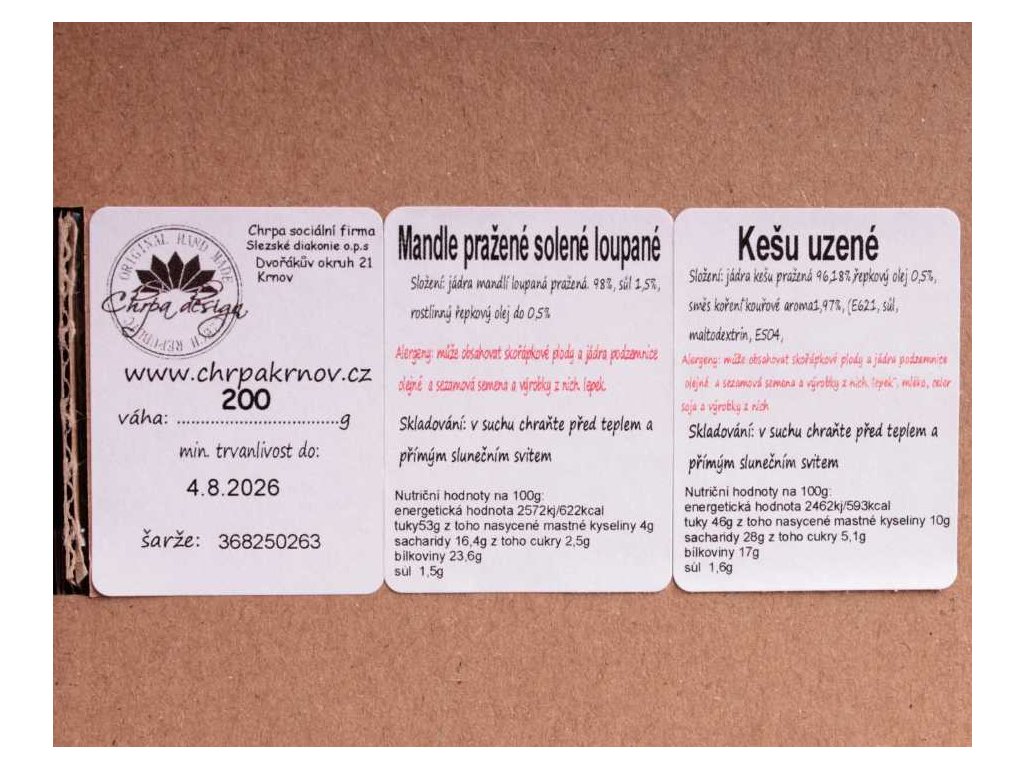 ORIGINAL HAND MADE
Chrpa design
Chrpa sociální firma
Slezské diakonie o.p.s
Dvořákův okruh 21
Krnov
www.chrpakrnov.cz
200
váha: ..................................g
min. trvanlivost do:
4.8.2026
šarže: 368250263
Mandle pražené solené loupané
Složení: jádra mandlí loupaná pražená. 98%, súl 1,5%,
rostlinný řepkový olej do 0,5%
Alergeny: může obsahovat skořápkové plody a jádra podzemnice
olejné a sezamová semena a výrobky z nich. lepek.
Skladování: v suchu chraňte před teplem a
přímým slunečním svitem
Nutriční hodnoty na 100g:
energetická hodnota 2572kj/622kcal
tuky53g z toho nasycené mastné kyseliny 4g
sacharidy 16,4g z toho cukry 2,5g
bílkoviny 23,6g
sůl 1,5g
Kešu uzené
Složení: jádra kešu pražená 96,18% řepkový olej 0,5%,
směs koření kouřové aroma1,97%, (E621, súl,
maltodextrin, E504,
Alergeny: může obsahovat skořápkové plody a jádra podzemnice
olejné a sezamová semena a výrobky z nich. lepek", mléko, celer
soja a výrobky z nich
Skladování: v suchu chraňte před teplem a
přímým slunečním svitem
Nutriční hodnoty na 100g:
energetická hodnota 2462kj/593kcal
tuky 46g z toho nasycené mastné kyseliny 10g
sacharidy 28g z toho cukry 5,1g
bílkoviny 17g
sůl 1,6g